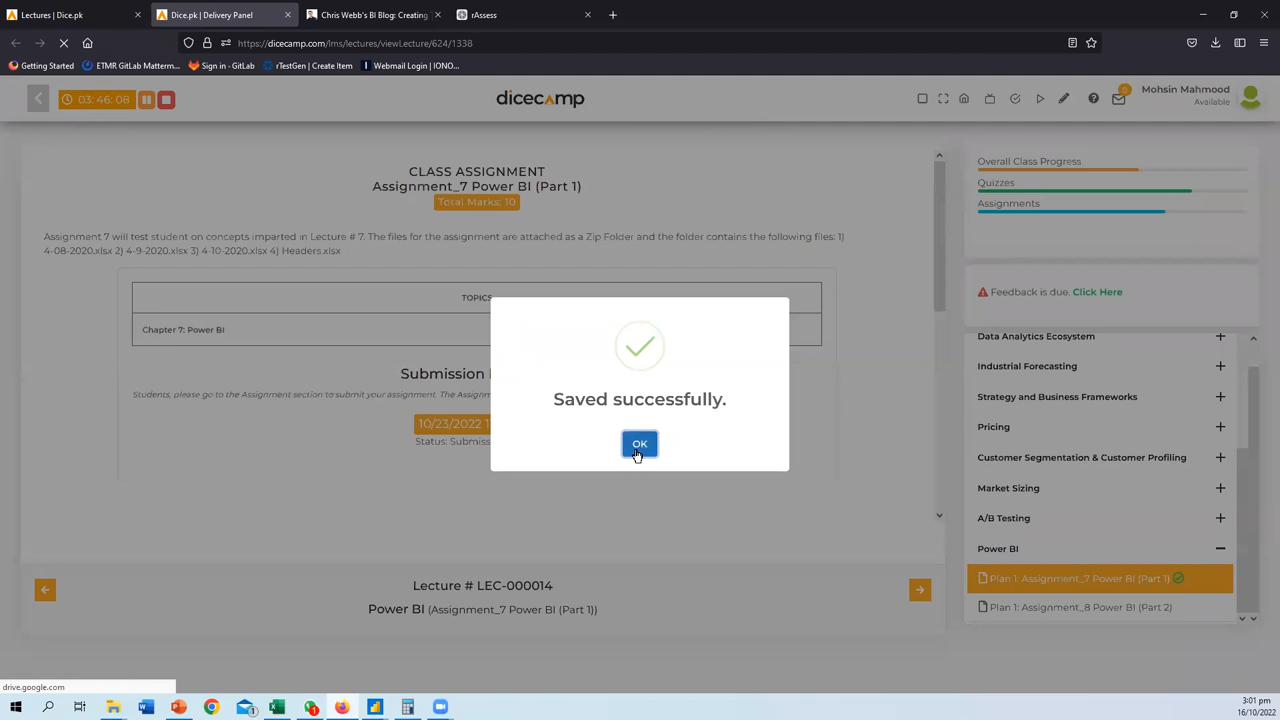 Lectures | Dice.pk
Dice.pk | Delivery Panel
Chris Webb's BI Blog: Creating
rAssess
https://dicecamp.com/lms/lectures/viewLecture/624/1338
Getting Started
ETMR GitLab Matterm...
Sign in · GitLab
rTestGen | Create Item
Webmail Login | IONO...
03:46:08
dicecamp
0
Mohsin Mahmood
Available
CLASS ASSIGNMENT
Assignment_7 Power BI (Part 1)
Total Marks: 10
Assignment 7 will test student on concepts imparted in Lecture # 7. The files for the assignment are attached as a Zip Folder and the folder contains the following files: 1)
4-08-2020.xlsx 2) 4-9-2020.xlsx 3) 4-10-2020.xlsx 4) Headers.xlsx
TOPICS
Chapter 7: Power BI
Submission
Students, please go to the Assignment section to submit your assignment. The Assignm
10/23/2022 1
Status: Submiss
Saved successfully.
OK
Lecture # LEC-000014
Power BI (Assignment_7 Power BI (Part 1))
Overall Class Progress
Quizzes
Assignments
Feedback is due. Click Here
Data Analytics Ecosystem
Industrial Forecasting
Strategy and Business Frameworks
Pricing
Customer Segmentation & Customer Profiling
Market Sizing
A/B Testing
Power BI
Plan 1: Assignment_7 Power BI (Part 1)
Plan 1: Assignment_8 Power BI (Part 2)
drive.google.com
3:01 pm
16/10/2022